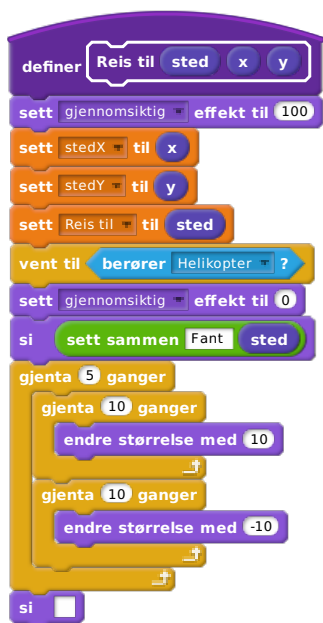 definer Reis til sted x y
sett gjennomsiktig effekt til 100
sett stedX til x
sett stedY til y
sett Reis til til sted
vent til berører Helikopter ?
sett gjennomsiktig effekt til 0
si sett sammen Fant sted
gjenta 5 ganger
gjenta 10 ganger
endre størrelse med 10
gjenta 10 ganger
endre størrelse med -10
si